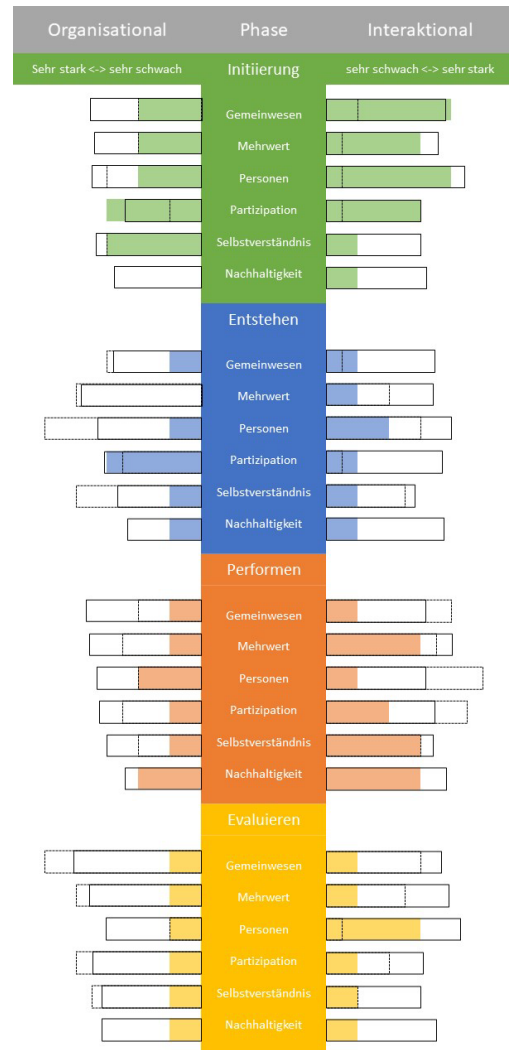 Organisational Phase Interaktional
Sehr stark <-> sehr schwach Initiierung sehr schwach <-> sehr stark
Gemeinwesen
Mehrwert
Personen
Partizipation
Selbstverständnis
Nachhaltigkeit
Entstehen
Gemeinwesen
Mehrwert
Personen
Partizipation
Selbstverständnis
Nachhaltigkeit
Performen
Gemeinwesen
Mehrwert
Personen
Partizipation
Selbstverständnis
Nachhaltigkeit
Evaluieren
Gemeinwesen
Mehrwert
Personen
Partizipation
Selbstverständnis
Nachhaltigkeit